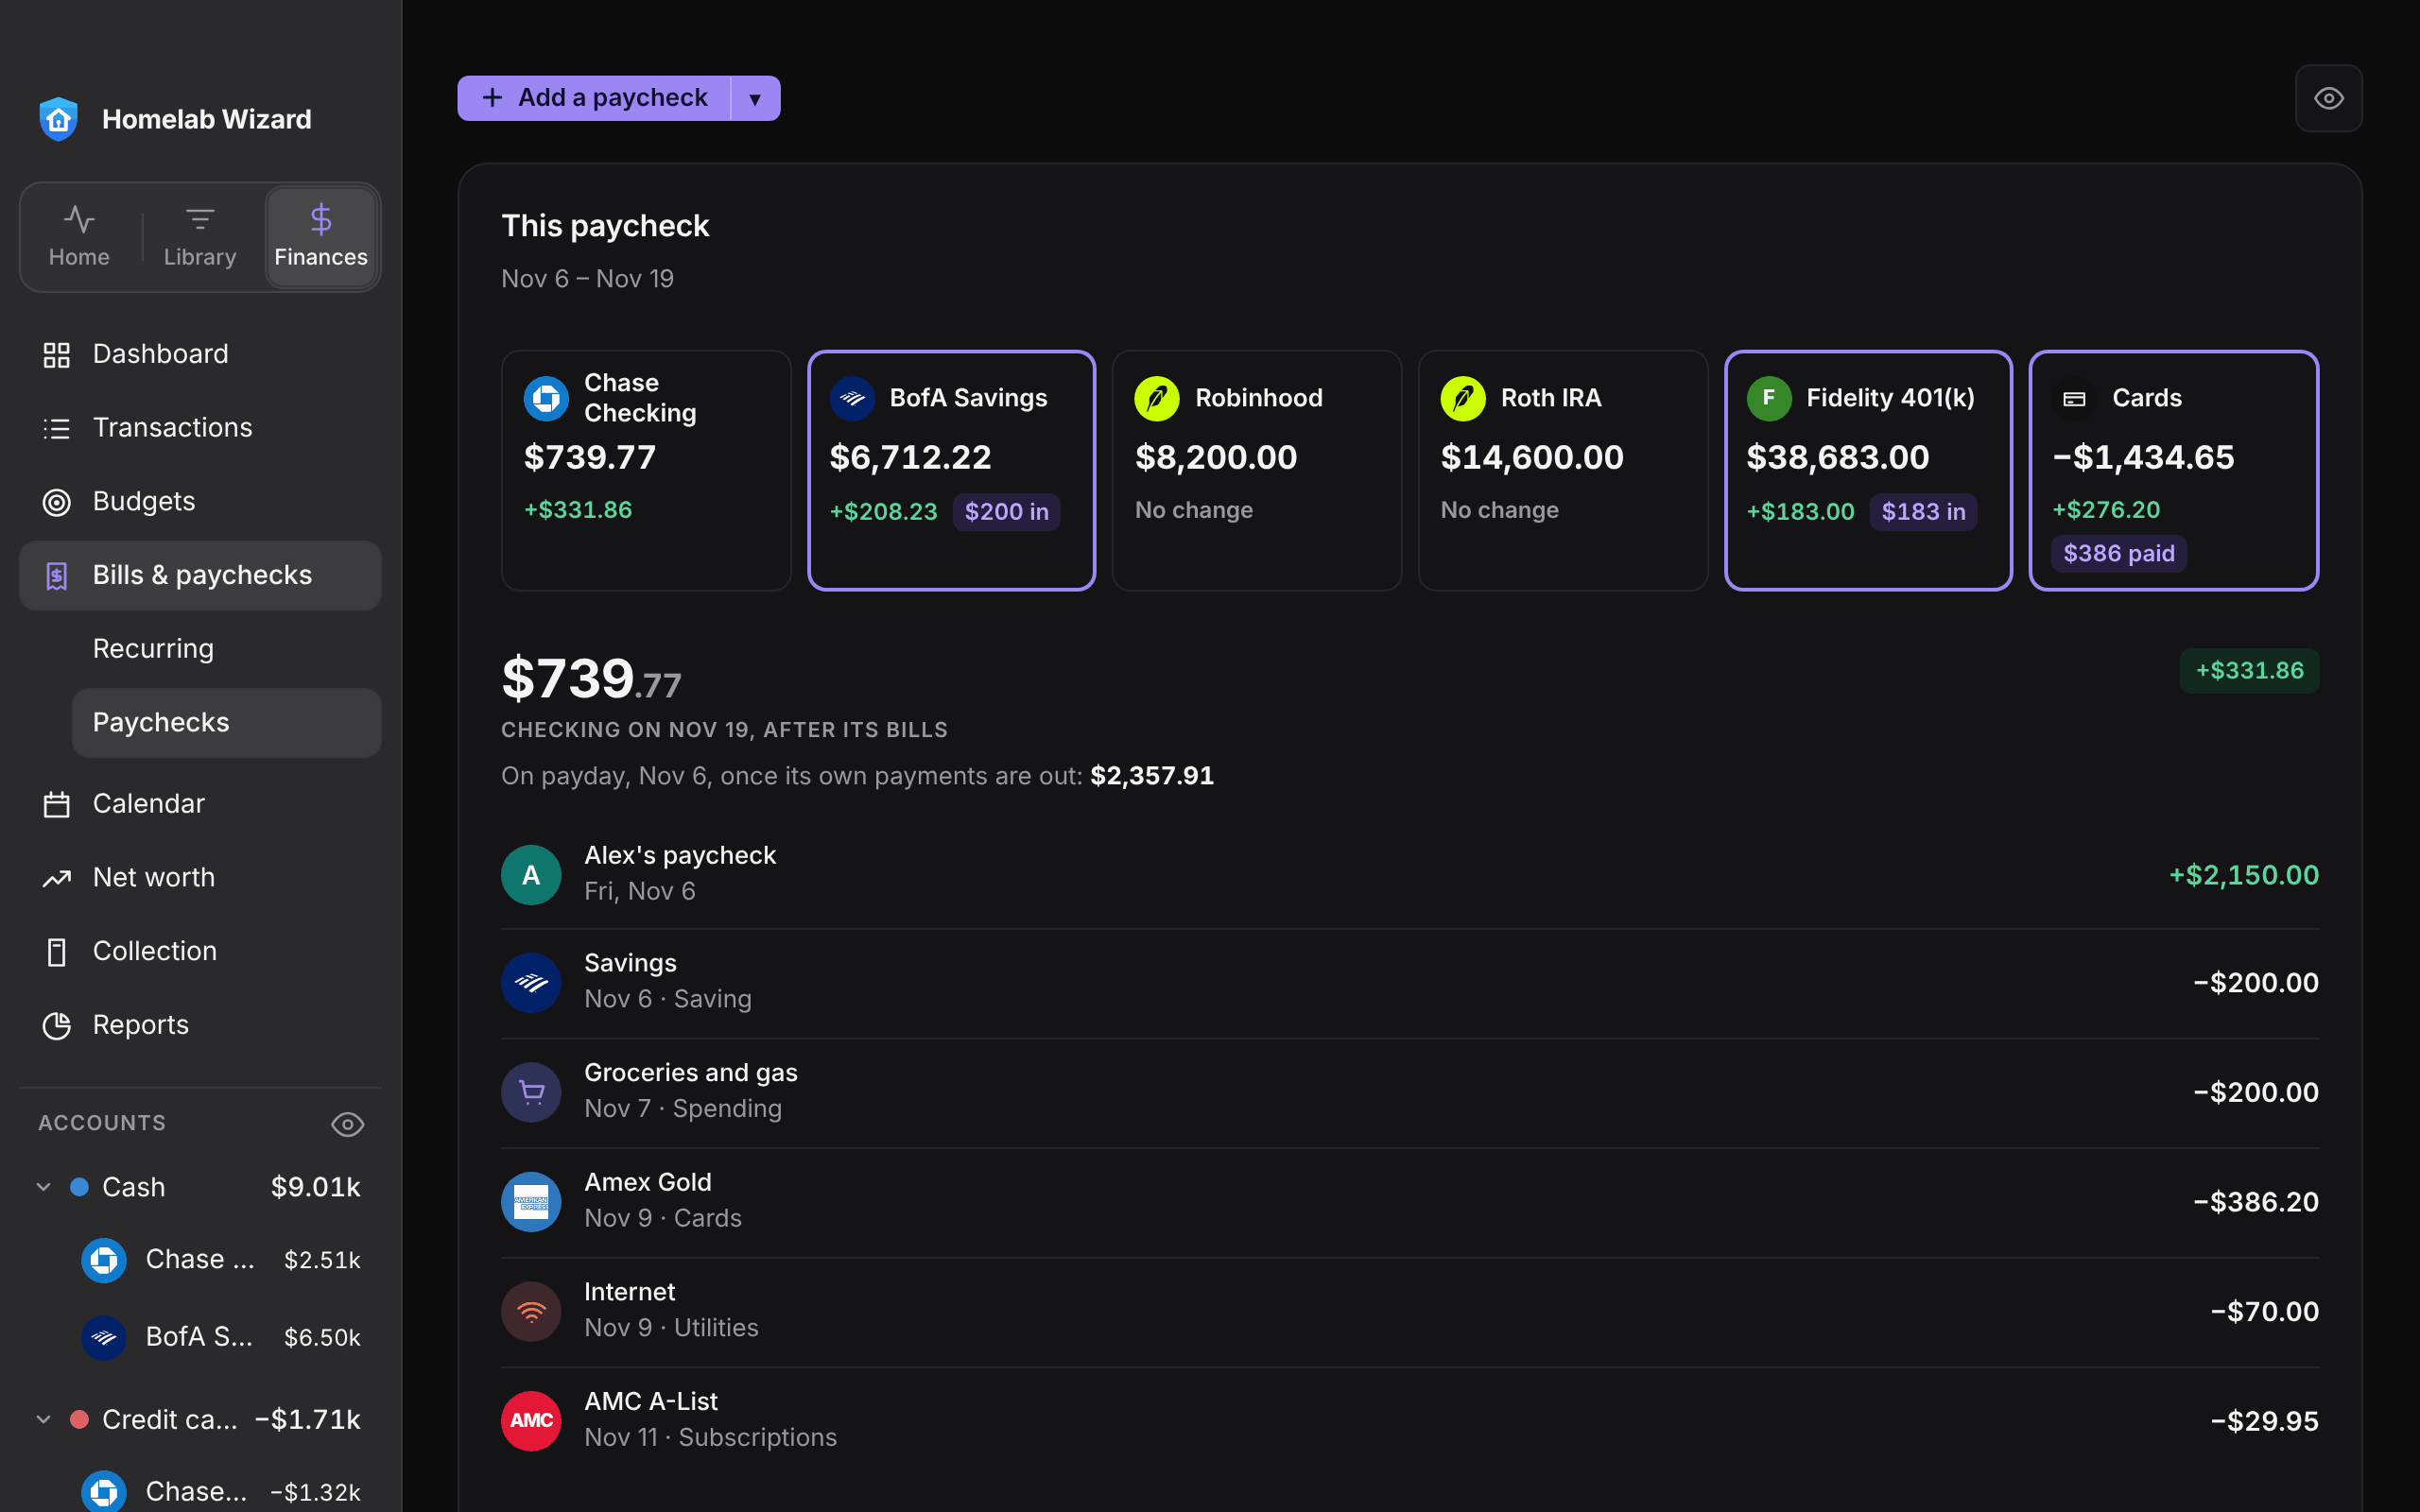 Homelab Wizard
Home
Library
Finances
Dashboard
Transactions
Budgets
Bills & paychecks
Recurring
Paychecks
Calendar
Net worth
Collection
Reports
ACCOUNTS
Cash $9.01k
Chase ... $2.51k
BofA S... $6.50k
Credit ca... −$1.71k
Chase... −$1.32k
+ Add a paycheck ▾
This paycheck
Nov 6 – Nov 19
Chase
Checking
$739.77
+$331.86
BofA Savings
$6,712.22
+$208.23 $200 in
Robinhood
$8,200.00
No change
Roth IRA
$14,600.00
No change
F Fidelity 401(k)
$38,683.00
+$183.00 $183 in
Cards
−$1,434.65
+$276.20
$386 paid
$739.77
+$331.86
CHECKING ON NOV 19, AFTER ITS BILLS
On payday, Nov 6, once its own payments are out: $2,357.91
A
Alex's paycheck
Fri, Nov 6
+$2,150.00
Savings
Nov 6 · Saving
−$200.00
Groceries and gas
Nov 7 · Spending
−$200.00
AMERICAN
EXPRESS
Amex Gold
Nov 9 · Cards
−$386.20
Internet
Nov 9 · Utilities
−$70.00
AMC
AMC A-List
Nov 11 · Subscriptions
−$29.95